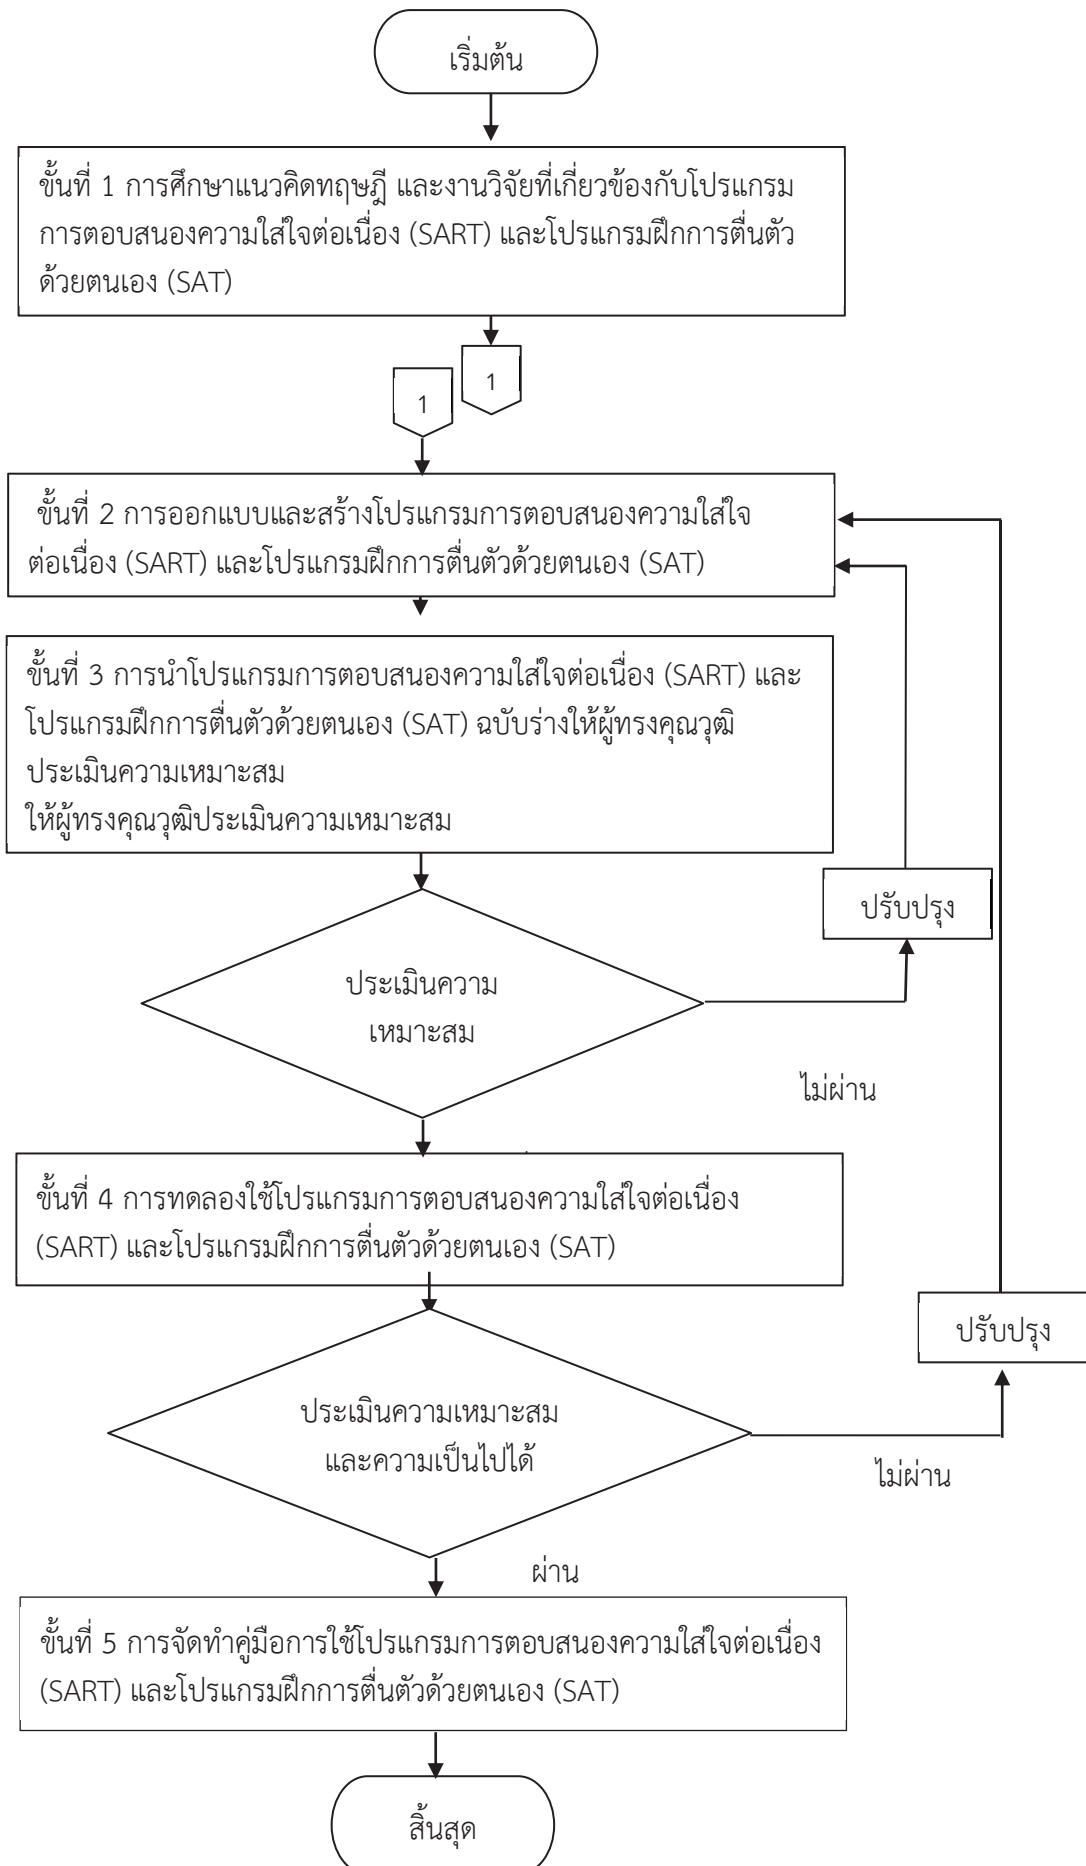 เริ่มต้น
ขั้นที่ 1 การศึกษาแนวคิดทฤษฎี และงานวิจัยที่เกี่ยวข้องกับโปรแกรม
การตอบสนองความใส่ใจต่อเนื่อง (SART) และโปรแกรมฝึกการตื่นตัว
ด้วยตนเอง (SAT)
1
1
ขั้นที่ 2 การออกแบบและสร้างโปรแกรมการตอบสนองความใส่ใจ
ต่อเนื่อง (SART) และโปรแกรมฝึกการตื่นตัวด้วยตนเอง (SAT)
ขั้นที่ 3 การนำโปรแกรมการตอบสนองความใส่ใจต่อเนื่อง (SART) และ
โปรแกรมฝึกการตื่นตัวด้วยตนเอง (SAT) ฉบับร่างให้ผู้ทรงคุณวุฒิ
ประเมินความเหมาะสม
ให้ผู้ทรงคุณวุฒิประเมินความเหมาะสม
ปรับปรุง
ประเมินความ
เหมาะสม
ไม่ผ่าน
ขั้นที่ 4 การทดลองใช้โปรแกรมการตอบสนองความใส่ใจต่อเนื่อง
(SART) และโปรแกรมฝึกการตื่นตัวด้วยตนเอง (SAT)
ปรับปรุง
ประเมินความเหมาะสม
และความเป็นไปได้
ไม่ผ่าน
ผ่าน
ขั้นที่ 5 การจัดทำคู่มือการใช้โปรแกรมการตอบสนองความใส่ใจต่อเนื่อง
(SART) และโปรแกรมฝึกการตื่นตัวด้วยตนเอง (SAT)
สิ้นสุด